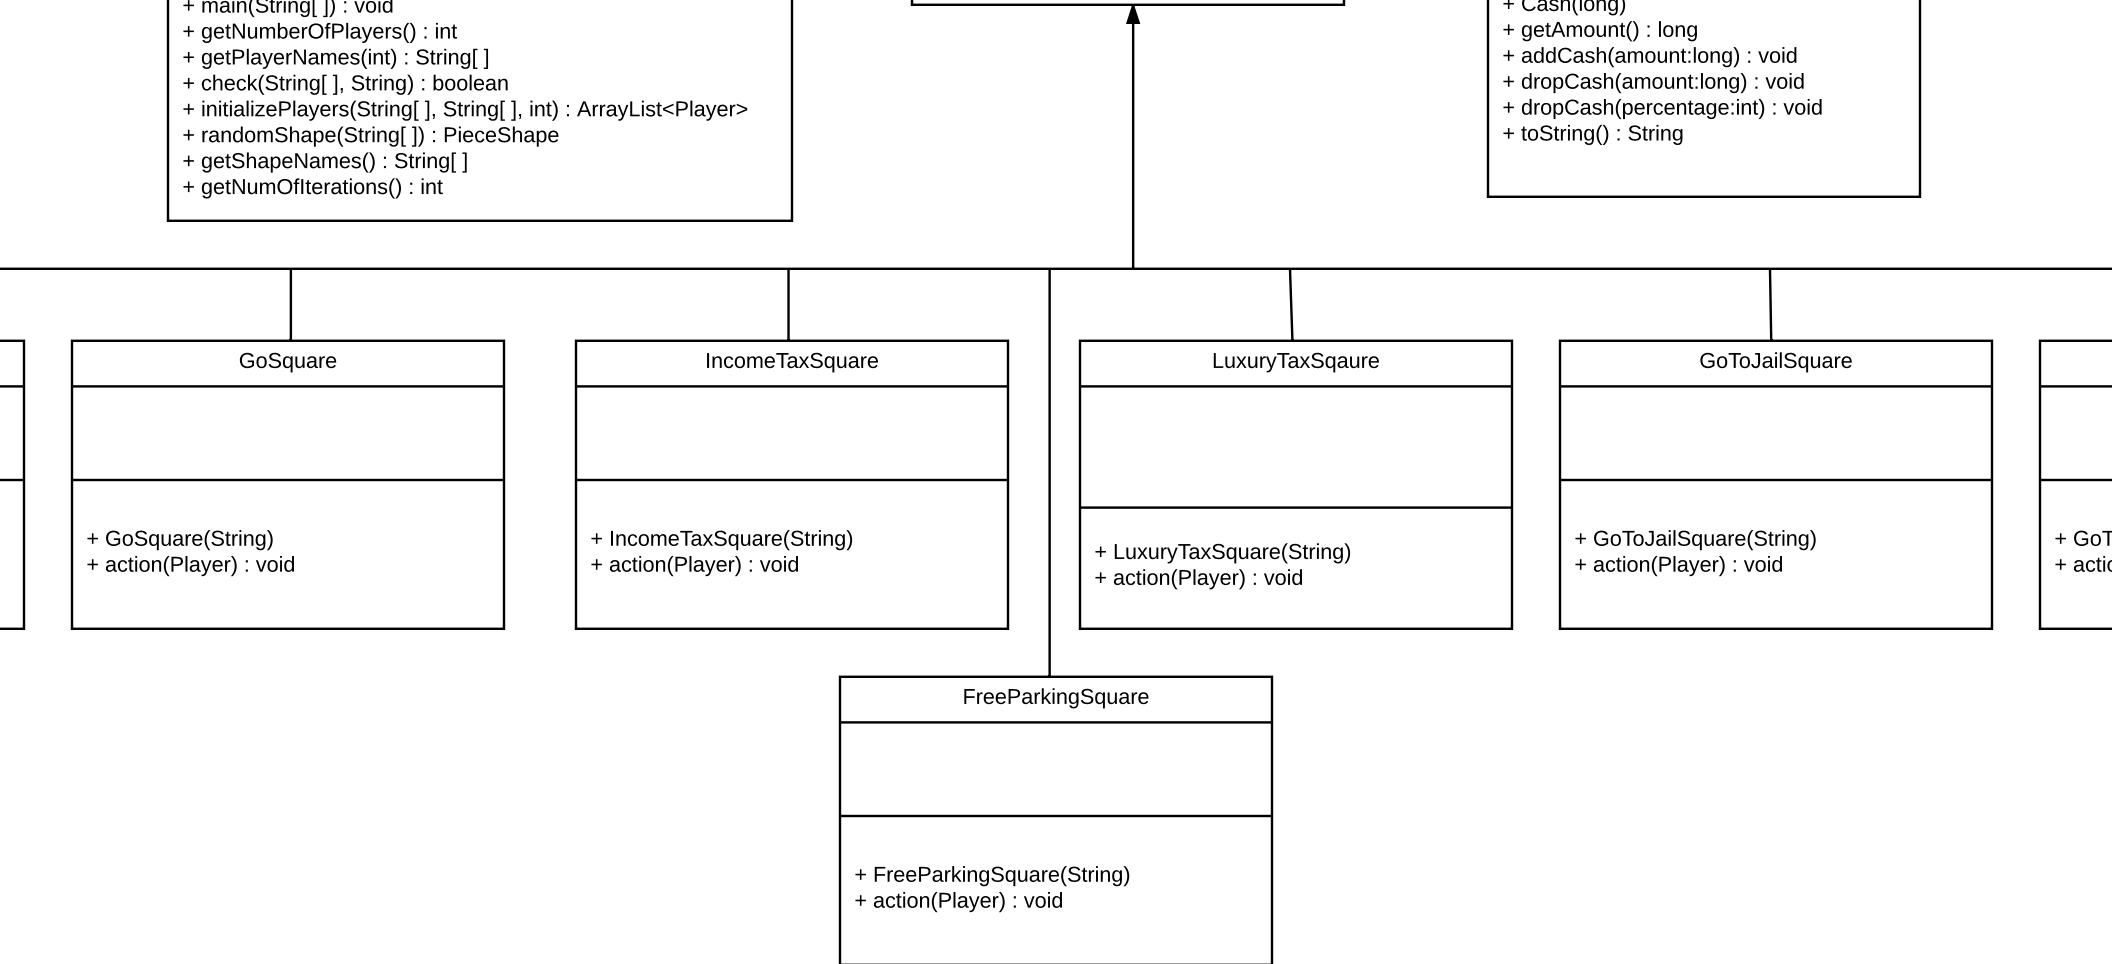 + main(String[ ]) : void
+ getNumberOfPlayers() : int
+ getPlayerNames(int) : String[ ]
+ check(String[ ], String) : boolean
+ initializePlayers(String[ ], String[ ], int) : ArrayList<Player>
+ randomShape(String[ ]) : PieceShape
+ getShapeNames() : String[ ]
+ getNumOfIterations() : int
+ Cash(long)
+ getAmount() : long
+ addCash(amount:long) : void
+ dropCash(amount:long) : void
+ dropCash(percentage:int) : void
+ toString() : String
GoSquare
+ GoSquare(String)
+ action(Player) : void
IncomeTaxSquare
+ IncomeTaxSquare(String)
+ action(Player) : void
LuxuryTaxSqaure
+ LuxuryTaxSquare(String)
+ action(Player) : void
GoToJailSquare
+ GoToJailSquare(String)
+ action(Player) : void
FreeParkingSquare
+ FreeParkingSquare(String)
+ action(Player) : void